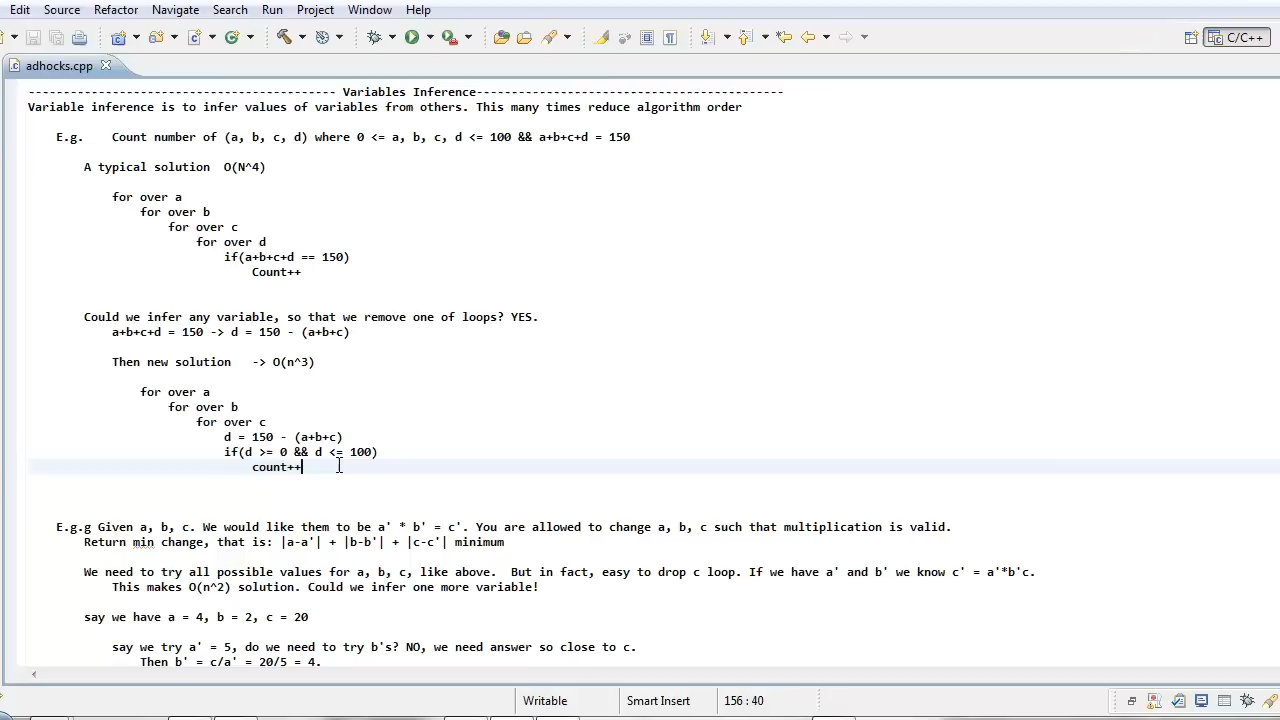 Edit Source Refactor Navigate Search Run Project Window Help
C/C++
adhocks.cpp
-------------------------------------------- Variables Inference--------------------------------------------
Variable inference is to infer values of variables from others. This many times reduce algorithm order
E.g. Count number of (a, b, c, d) where 0 <= a, b, c, d <= 100 && a+b+c+d = 150
A typical solution O(N^4)
for over a
for over b
for over c
for over d
if(a+b+c+d == 150)
Count++
Could we infer any variable, so that we remove one of loops? YES.
a+b+c+d = 150 -> d = 150 - (a+b+c)
Then new solution -> O(n^3)
for over a
for over b
for over c
d = 150 - (a+b+c)
if(d >= 0 && d <= 100)
count++
E.g.g Given a, b, c. We would like them to be a' * b' = c'. You are allowed to change a, b, c such that multiplication is valid.
Return min change, that is: |a-a'| + |b-b'| + |c-c'| minimum
We need to try all possible values for a, b, c, like above. But in fact, easy to drop c loop. If we have a' and b' we know c' = a'*b'c.
This makes O(n^2) solution. Could we infer one more variable!
say we have a = 4, b = 2, c = 20
say we try a' = 5, do we need to try b's? NO, we need answer so close to c.
Then b' = c/a' = 20/5 = 4.
Writable Smart Insert 156 : 40